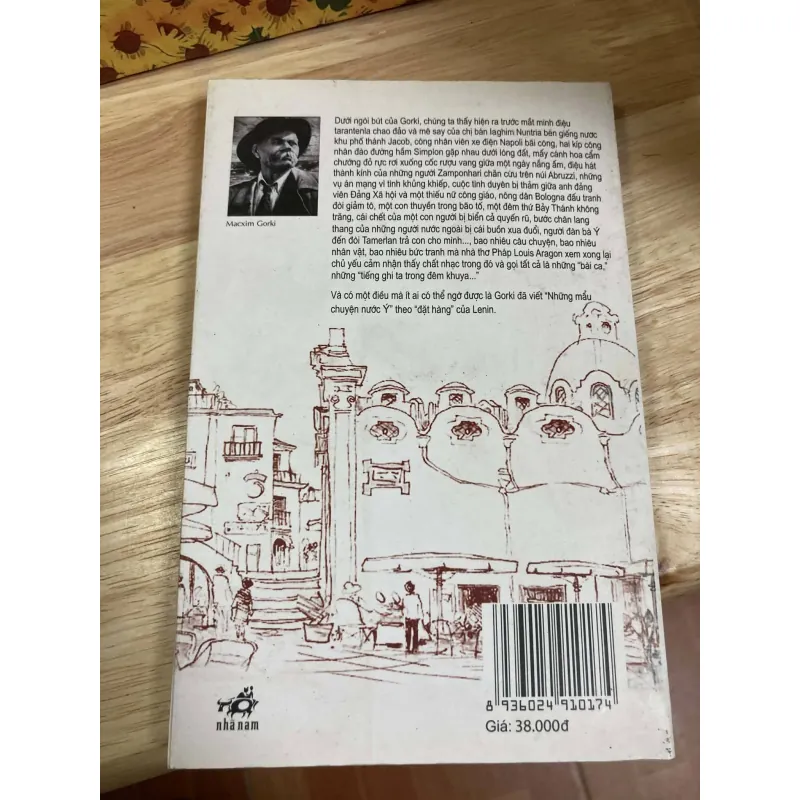 Dưới ngòi bút của Gorki, chúng ta thấy hiện ra trước mắt mình điệu
tarantenla chao đảo và mê say của chị bán Iaghim Nuntria bên giếng nước
khu phố thánh Jacob, công nhân viên xe điện Napoli bãi công, hai kíp công
nhân đào đường hầm Simplon gặp nhau dưới lòng đất, mấy cánh hoa cẩm
chướng đỏ rực rơi xuống cốc rượu vang giữa một ngày nắng ấm, điệu hát
thành kính của những người Zamponhari chăn cừu trên núi Abruzzi, những
vụ án mạng vì tình khủng khiếp, cuộc tình duyên bi thảm giữa anh đảng
viên Đảng Xã hội và một thiếu nữ công giáo, nông dân Bologna đấu tranh
đòi giảm tô, một con thuyền trong bão tố, một đêm thứ Bảy Thánh không
trăng, cái chết của một con người bị biển cả quyến rũ, bước chân lang
thang của những người nước ngoài bị cái buồn xua đuổi, người đàn bà Ý
đến đòi Tamerlan trả con cho mình..., bao nhiêu câu chuyện, bao nhiêu
nhân vật, bao nhiêu bức tranh mà nhà thơ Pháp Louis Aragon xem xong lại
chủ yếu cảm nhận thấy chất nhạc trong đó và gọi tất cả là những "bài ca,"
những "tiếng ghi ta trong đêm khuya..."
Và có một điều mà ít ai có thể ngờ được là Gorki đã viết "Những mẩu
chuyện nước Ý" theo "đặt hàng" của Lenin.
Macxim Gorki
nhã nam
8 936024 910174
Giá: 38.000đ